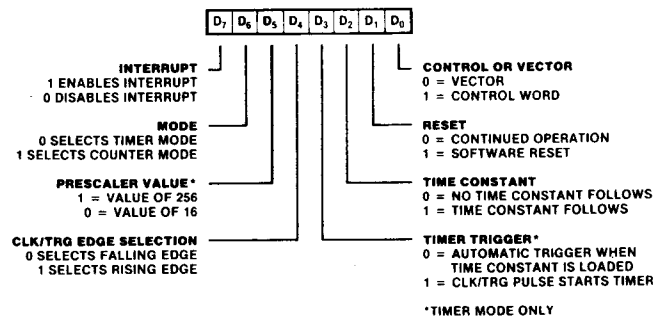 D7 D6 D5 D4 D3 D2 D1 D0
INTERRUPT
1 ENABLES INTERRUPT
0 DISABLES INTERRUPT
MODE
0 SELECTS TIMER MODE
1 SELECTS COUNTER MODE
PRESCALER VALUE*
1 = VALUE OF 256
0 = VALUE OF 16
CLK/TRG EDGE SELECTION
0 SELECTS FALLING EDGE
1 SELECTS RISING EDGE
CONTROL OR VECTOR
0 = VECTOR
1 = CONTROL WORD
RESET
0 = CONTINUED OPERATION
1 = SOFTWARE RESET
TIME CONSTANT
0 = NO TIME CONSTANT FOLLOWS
1 = TIME CONSTANT FOLLOWS
TIMER TRIGGER*
0 = AUTOMATIC TRIGGER WHEN
TIME CONSTANT IS LOADED
1 = CLK/TRG PULSE STARTS TIMER
*TIMER MODE ONLY